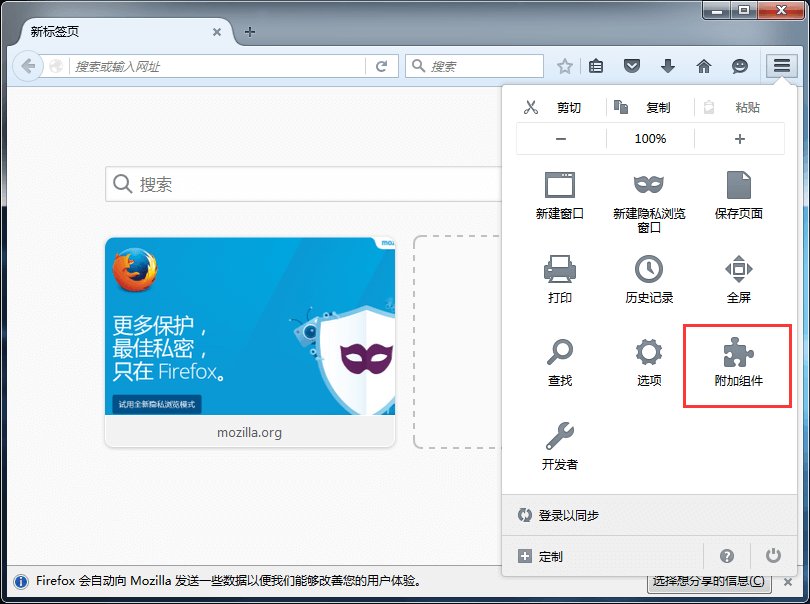 新标签页
搜索或输入网址
搜索
剪切
复制
粘贴
100%
搜索
新建窗口
新建隐私浏览
窗口
保存页面
打印
历史记录
全屏
查找
选项
附加组件
开发者
更多保护，
最佳私密，
只在 Firefox。
试用全新隐私浏览模式
mozilla.org
登录以同步
定制
Firefox 会自动向 Mozilla 发送一些数据以便我们能够改善您的用户体验。
选择想分享的信息(C)